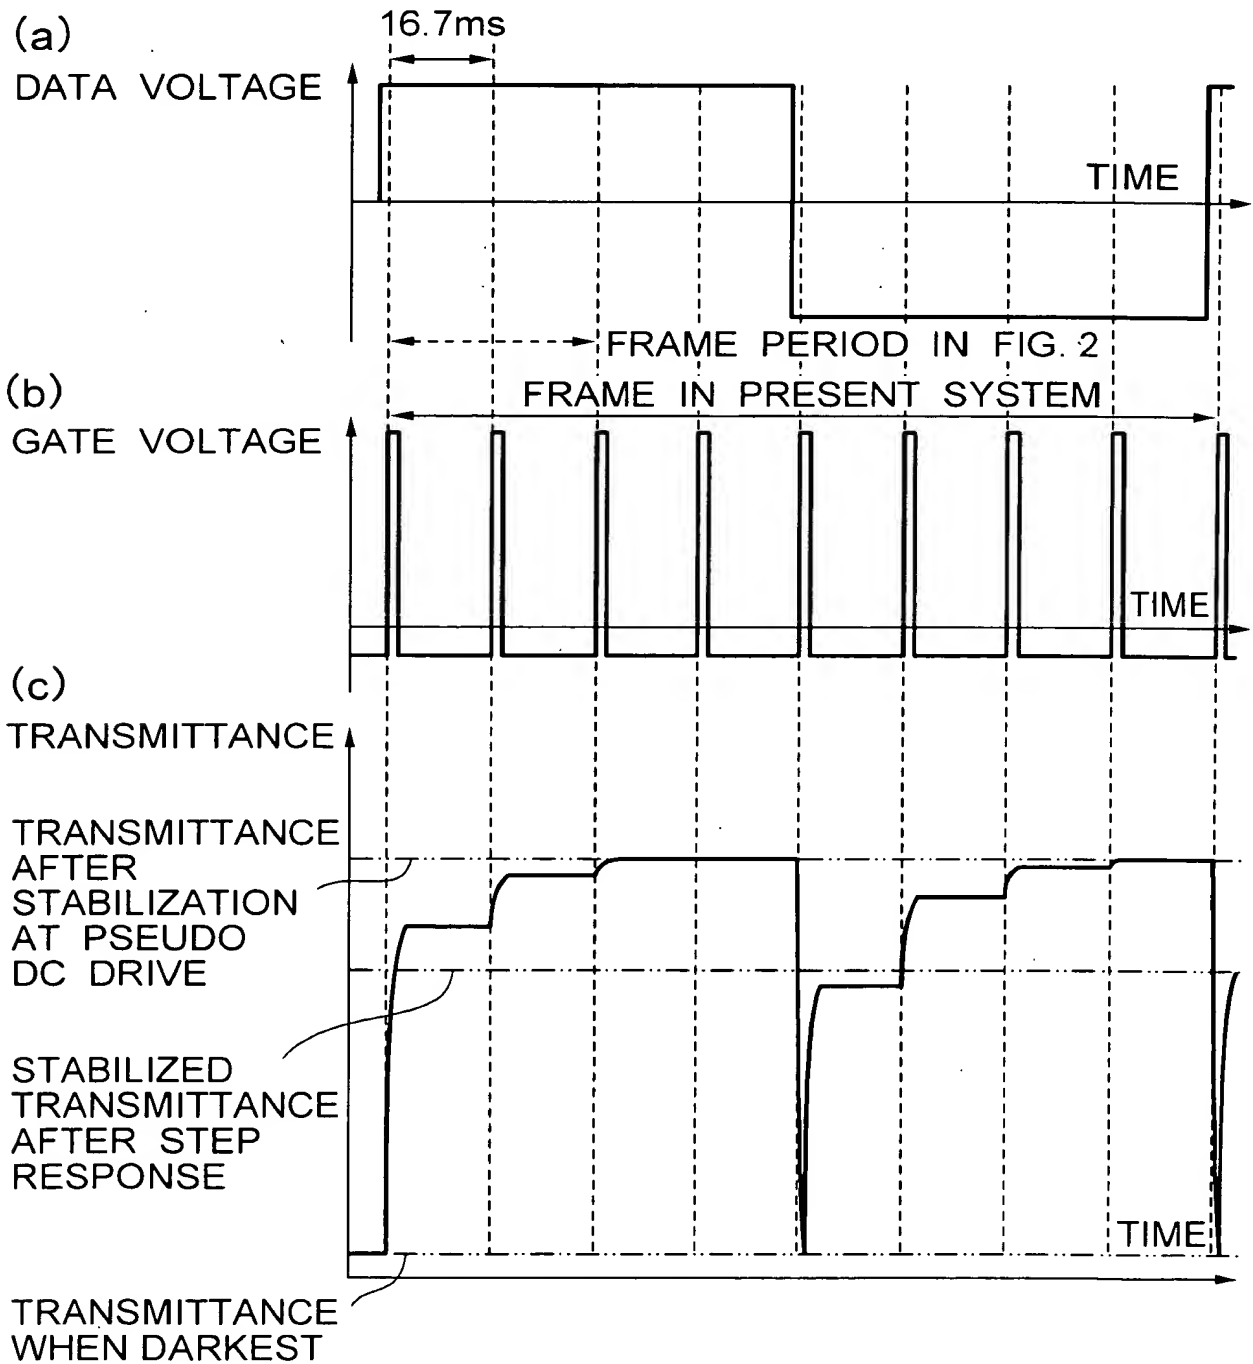 (a)
16.7ms
DATA VOLTAGE
TIME
FRAME PERIOD IN FIG. 2
(b)
FRAME IN PRESENT SYSTEM
GATE VOLTAGE
TIME
(c)
TRANSMITTANCE
TRANSMITTANCE
AFTER
STABILIZATION
AT PSEUDO
DC DRIVE
STABILIZED
TRANSMITTANCE
AFTER STEP
RESPONSE
TIME
TRANSMITTANCE
WHEN DARKEST